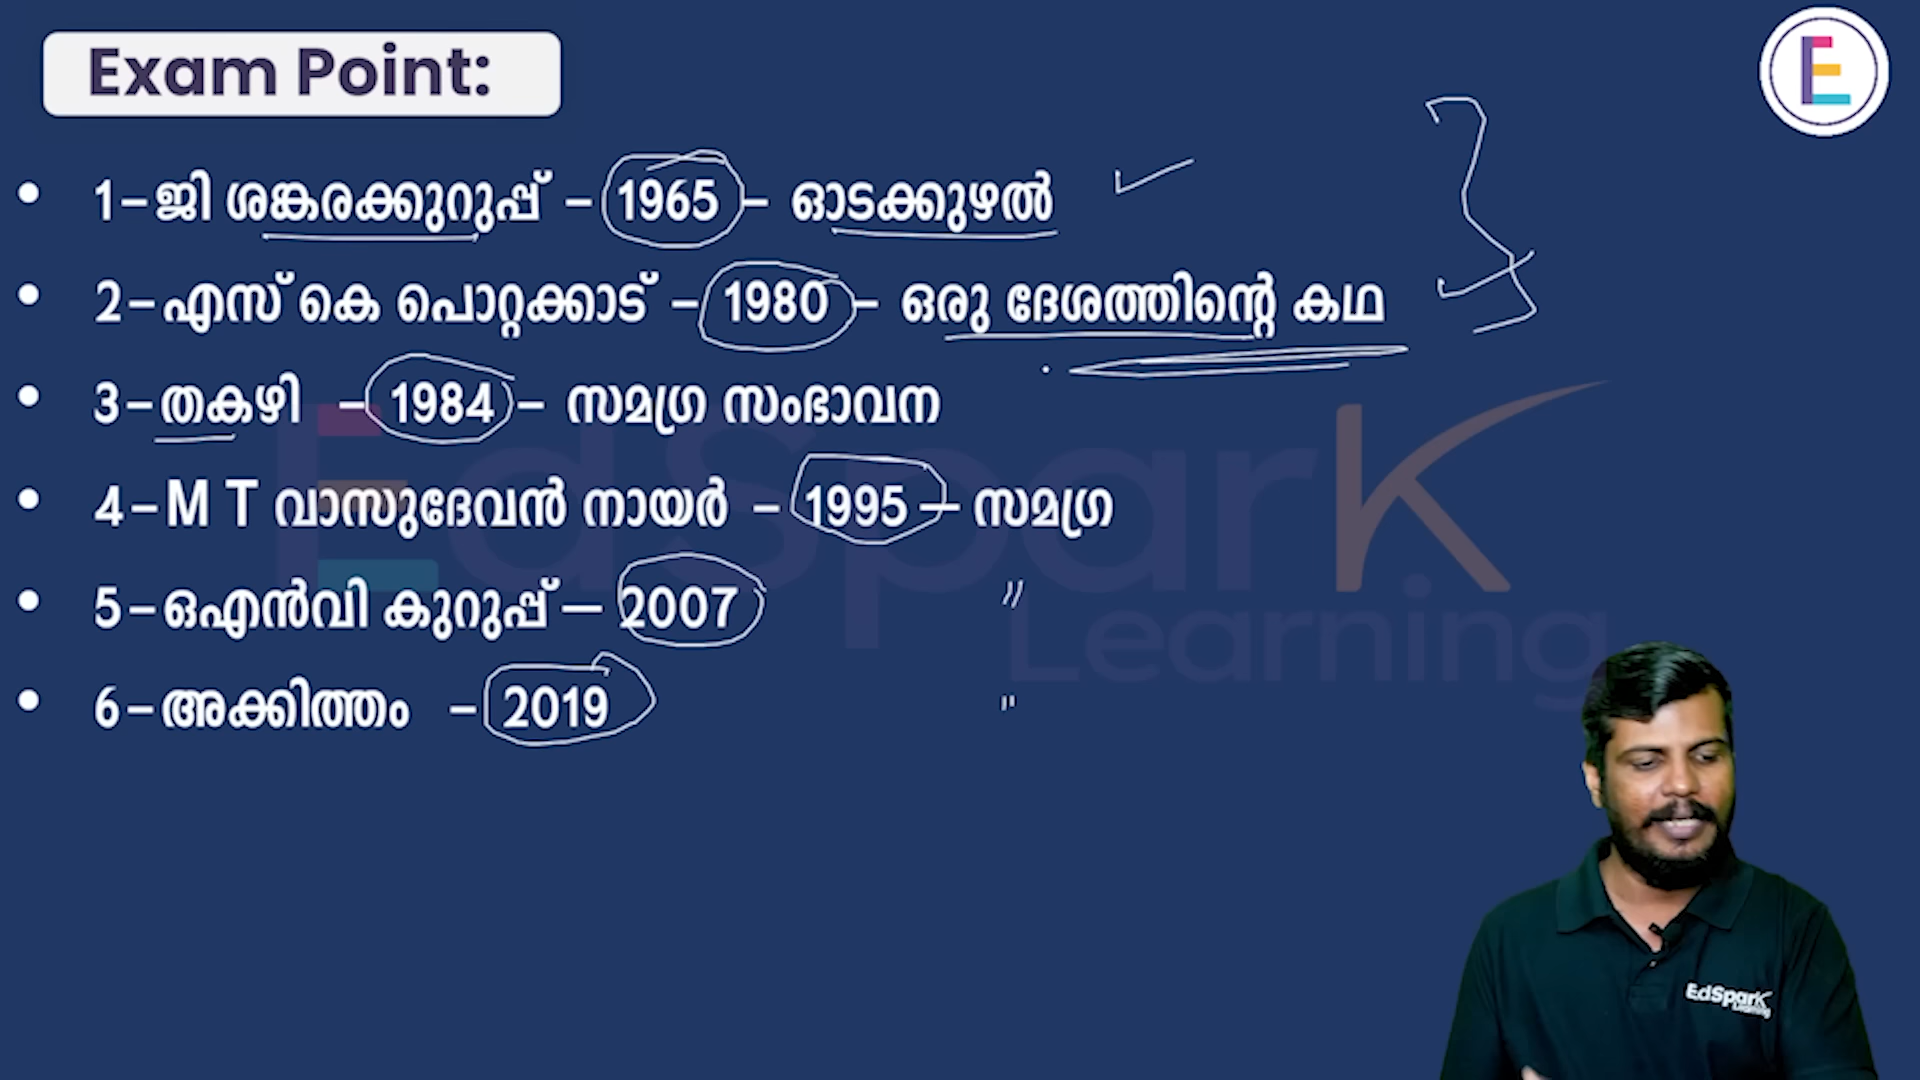 Exam Point:
E
• 1–ജി ശങ്കരക്കുറുപ്പ് – 1965 – ഓടക്കുഴൽ
• 2–എസ് കെ പൊറ്റക്കാട് – 1980 – ഒരു ദേശത്തിന്റെ കഥ
• 3–തകഴി – 1984 – സമഗ്ര സംഭാവന
• 4–M T വാസുദേവൻ നായർ – 1995 – സമഗ്ര
• 5–ഒഎൻവി കുറുപ്പ് – 2007 "
• 6–അക്കിത്തം – 2019 "
EdSpark
Learning
EdSpark
Learning